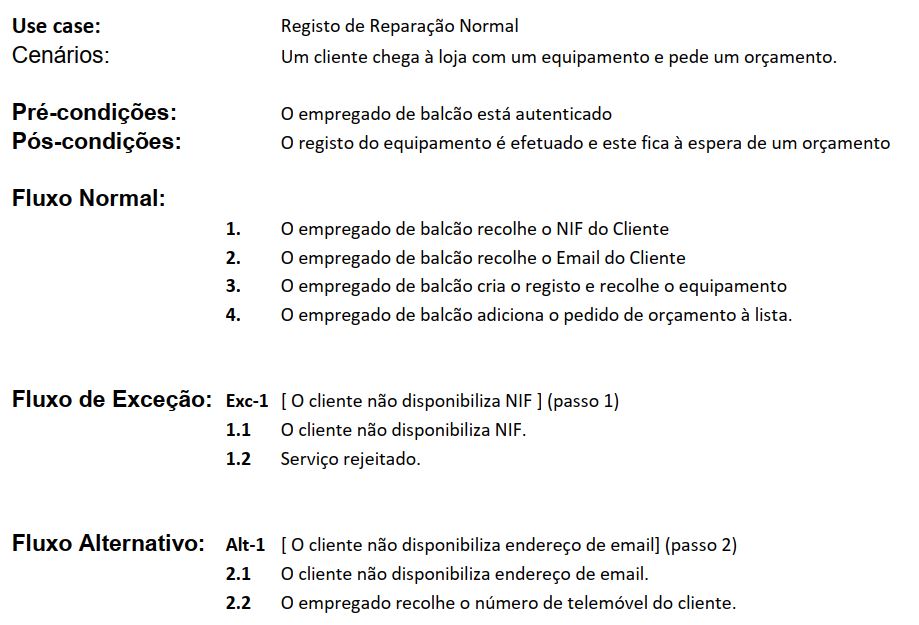 Use case: Registo de Reparação Normal
Cenários: Um cliente chega à loja com um equipamento e pede um orçamento.
Pré-condições: O empregado de balcão está autenticado
Pós-condições: O registo do equipamento é efetuado e este fica à espera de um orçamento
Fluxo Normal:
1. O empregado de balcão recolhe o NIF do Cliente
2. O empregado de balcão recolhe o Email do Cliente
3. O empregado de balcão cria o registo e recolhe o equipamento
4. O empregado de balcão adiciona o pedido de orçamento à lista.
Fluxo de Exceção: Exc-1 [ O cliente não disponibiliza NIF ] (passo 1)
1.1 O cliente não disponibiliza NIF.
1.2 Serviço rejeitado.
Fluxo Alternativo: Alt-1 [ O cliente não disponibiliza endereço de email] (passo 2)
2.1 O cliente não disponibiliza endereço de email.
2.2 O empregado recolhe o número de telemóvel do cliente.